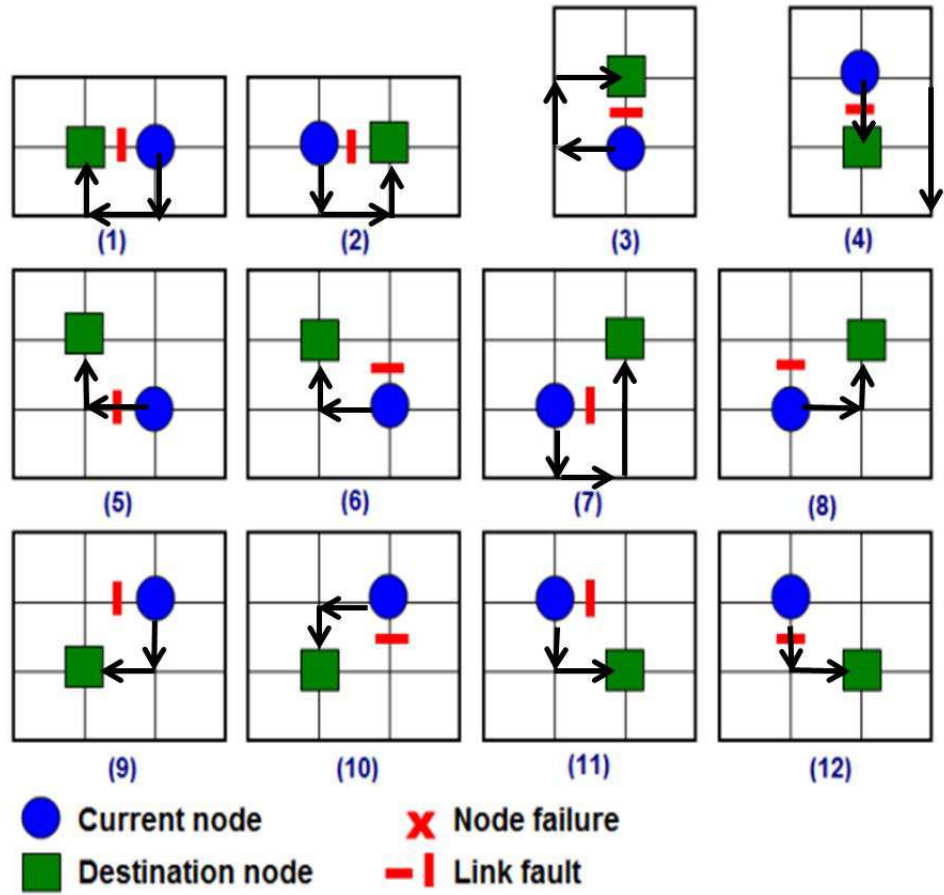 (1) (2) (3) (4)
(5) (6) (7) (8)
(9) (10) (11) (12)
Current node x Node failure
Destination node Link fault